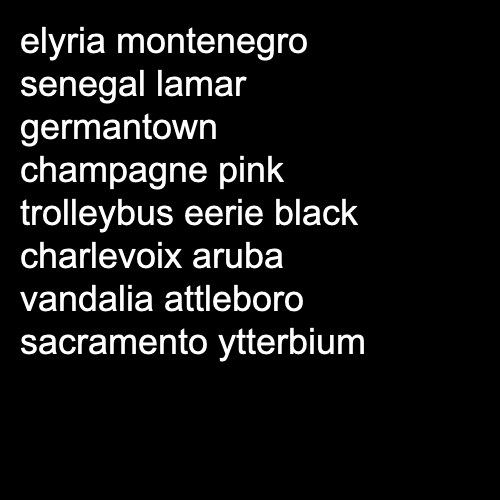 elyria montenegro
senegal lamar
germantown
champagne pink
trolleybus eerie black
charlevoix aruba
vandalia attleboro
sacramento ytterbium